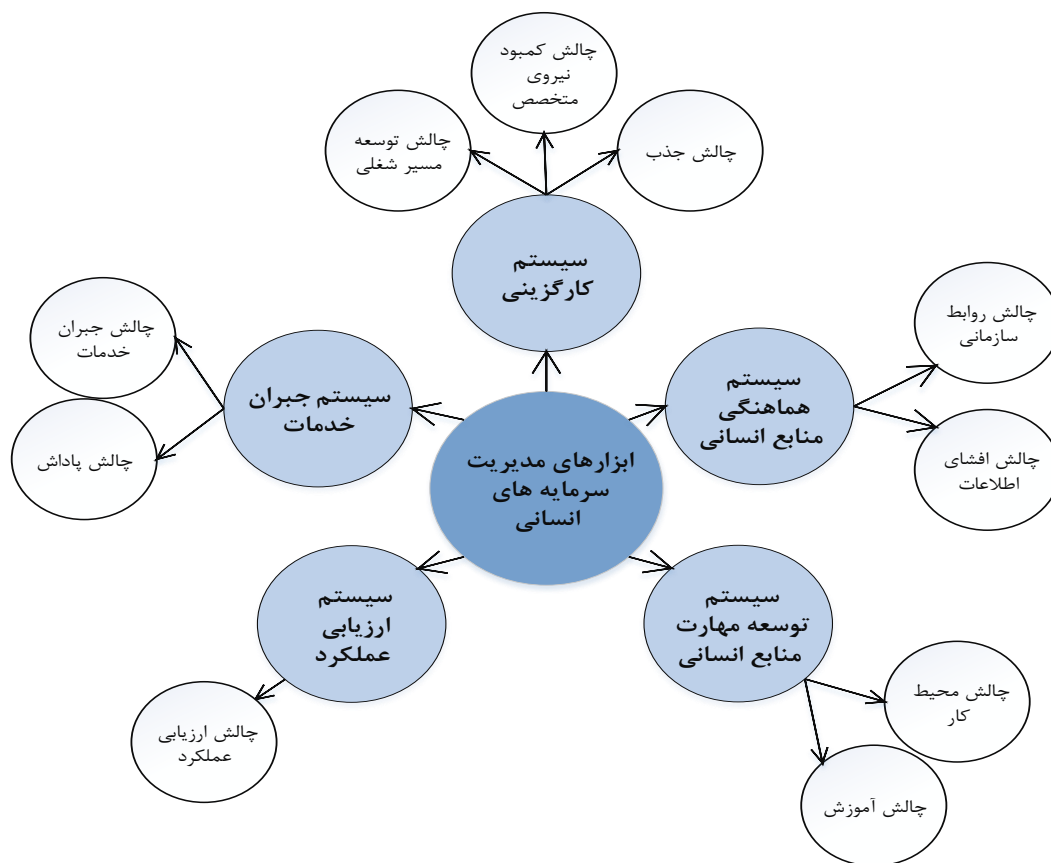 چالش کمبود
نیروی
متخصص
چالش توسعه
مسیر شغلی
چالش جذب
سیستم
کارگزینی
چالش روابط
سازمانی
چالش جبران
خدمات
سیستم جبران
خدمات
سیستم
هماهنگی
منابع انسانی
چالش پاداش
چالش افشای
اطلاعات
ابزارهای مدیریت
سرمایه های
انسانی
سیستم
ارزیابی
عملکرد
سیستم
توسعه مهارت
منابع انسانی
چالش محیط
کار
چالش ارزیابی
عملکرد
چالش آموزش